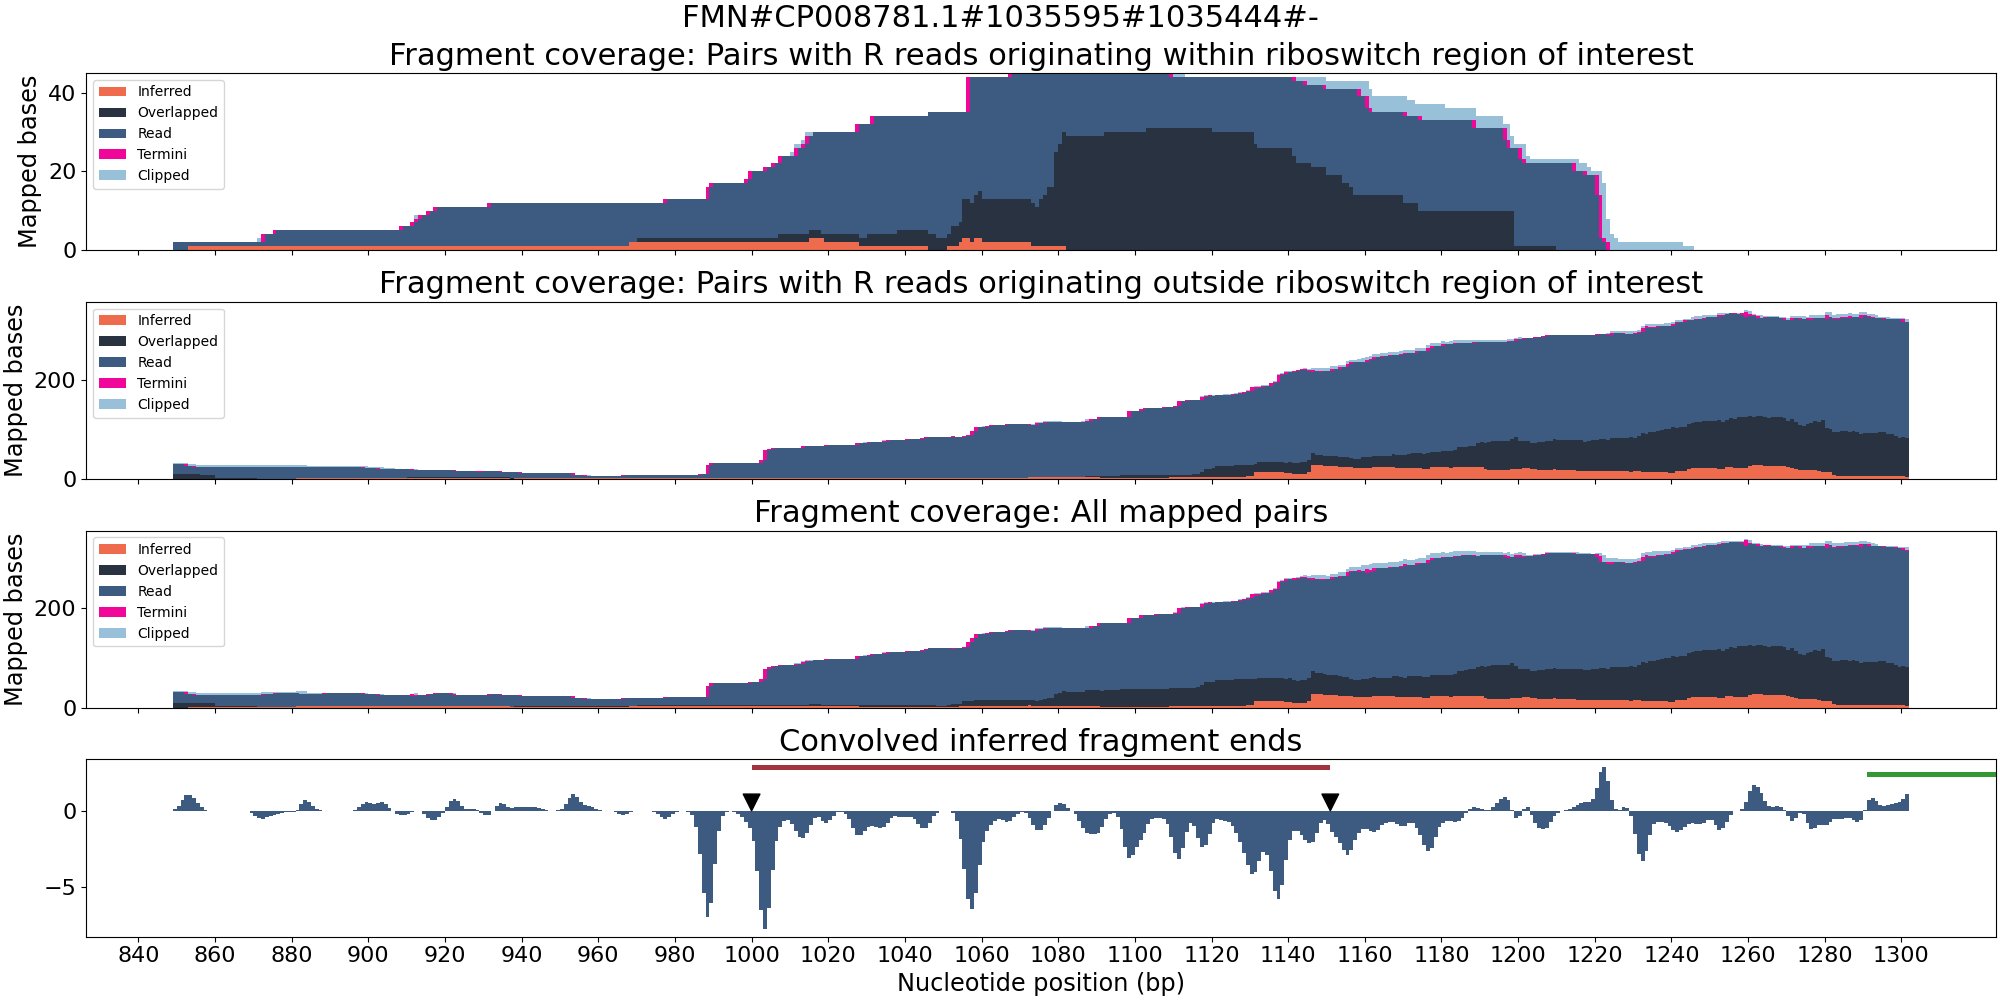 FMN#CP008781.1#1035595#1035444#-
Fragment coverage: Pairs with R reads originating within riboswitch region of interest
Mapped bases
40
20
0
Inferred
Overlapped
Read
Termini
Clipped
Fragment coverage: Pairs with R reads originating outside riboswitch region of interest
Mapped bases
200
0
Inferred
Overlapped
Read
Termini
Clipped
Fragment coverage: All mapped pairs
Mapped bases
200
0
Inferred
Overlapped
Read
Termini
Clipped
Convolved inferred fragment ends
0
−5
840 860 880 900 920 940 960 980 1000 1020 1040 1060 1080 1100 1120 1140 1160 1180 1200 1220 1240 1260 1280 1300
Nucleotide position (bp)